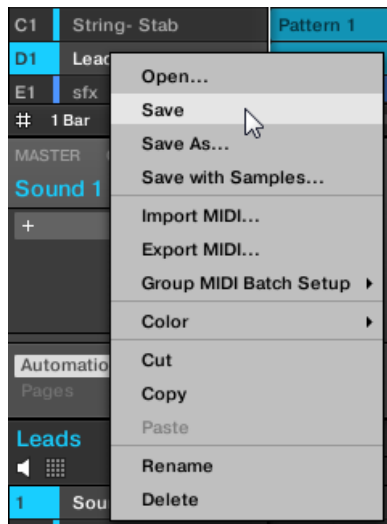 C1 String- Stab Pattern 1
D1 Lead
Open...
E1 sfx
Save
# 1 Bar
Save As...
MASTER
Save with Samples...
Sound 1
Import MIDI...
+
Export MIDI...
Group MIDI Batch Setup
Color
Automatio
Cut
Pages
Copy
Paste
Leads
Rename
1 Sou
Delete